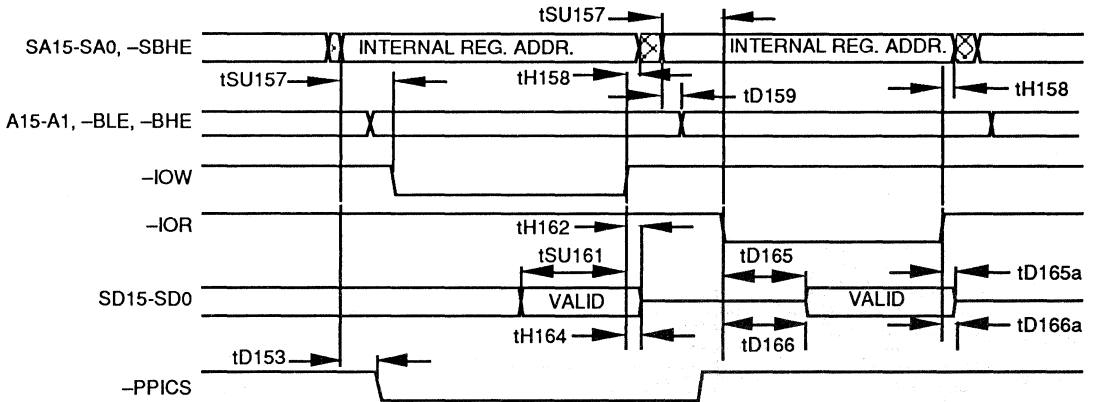 tSU157
SA15-SA0, –SBHE
INTERNAL REG. ADDR.
INTERNAL REG. ADDR.
tSU157
tH158
tD159
tH158
A15-A1, –BLE, –BHE
–IOW
–IOR
tH162
tSU161
tD165
tD165a
SD15-SD0
VALID
VALID
tH164
tD166
tD166a
tD153
–PPICS